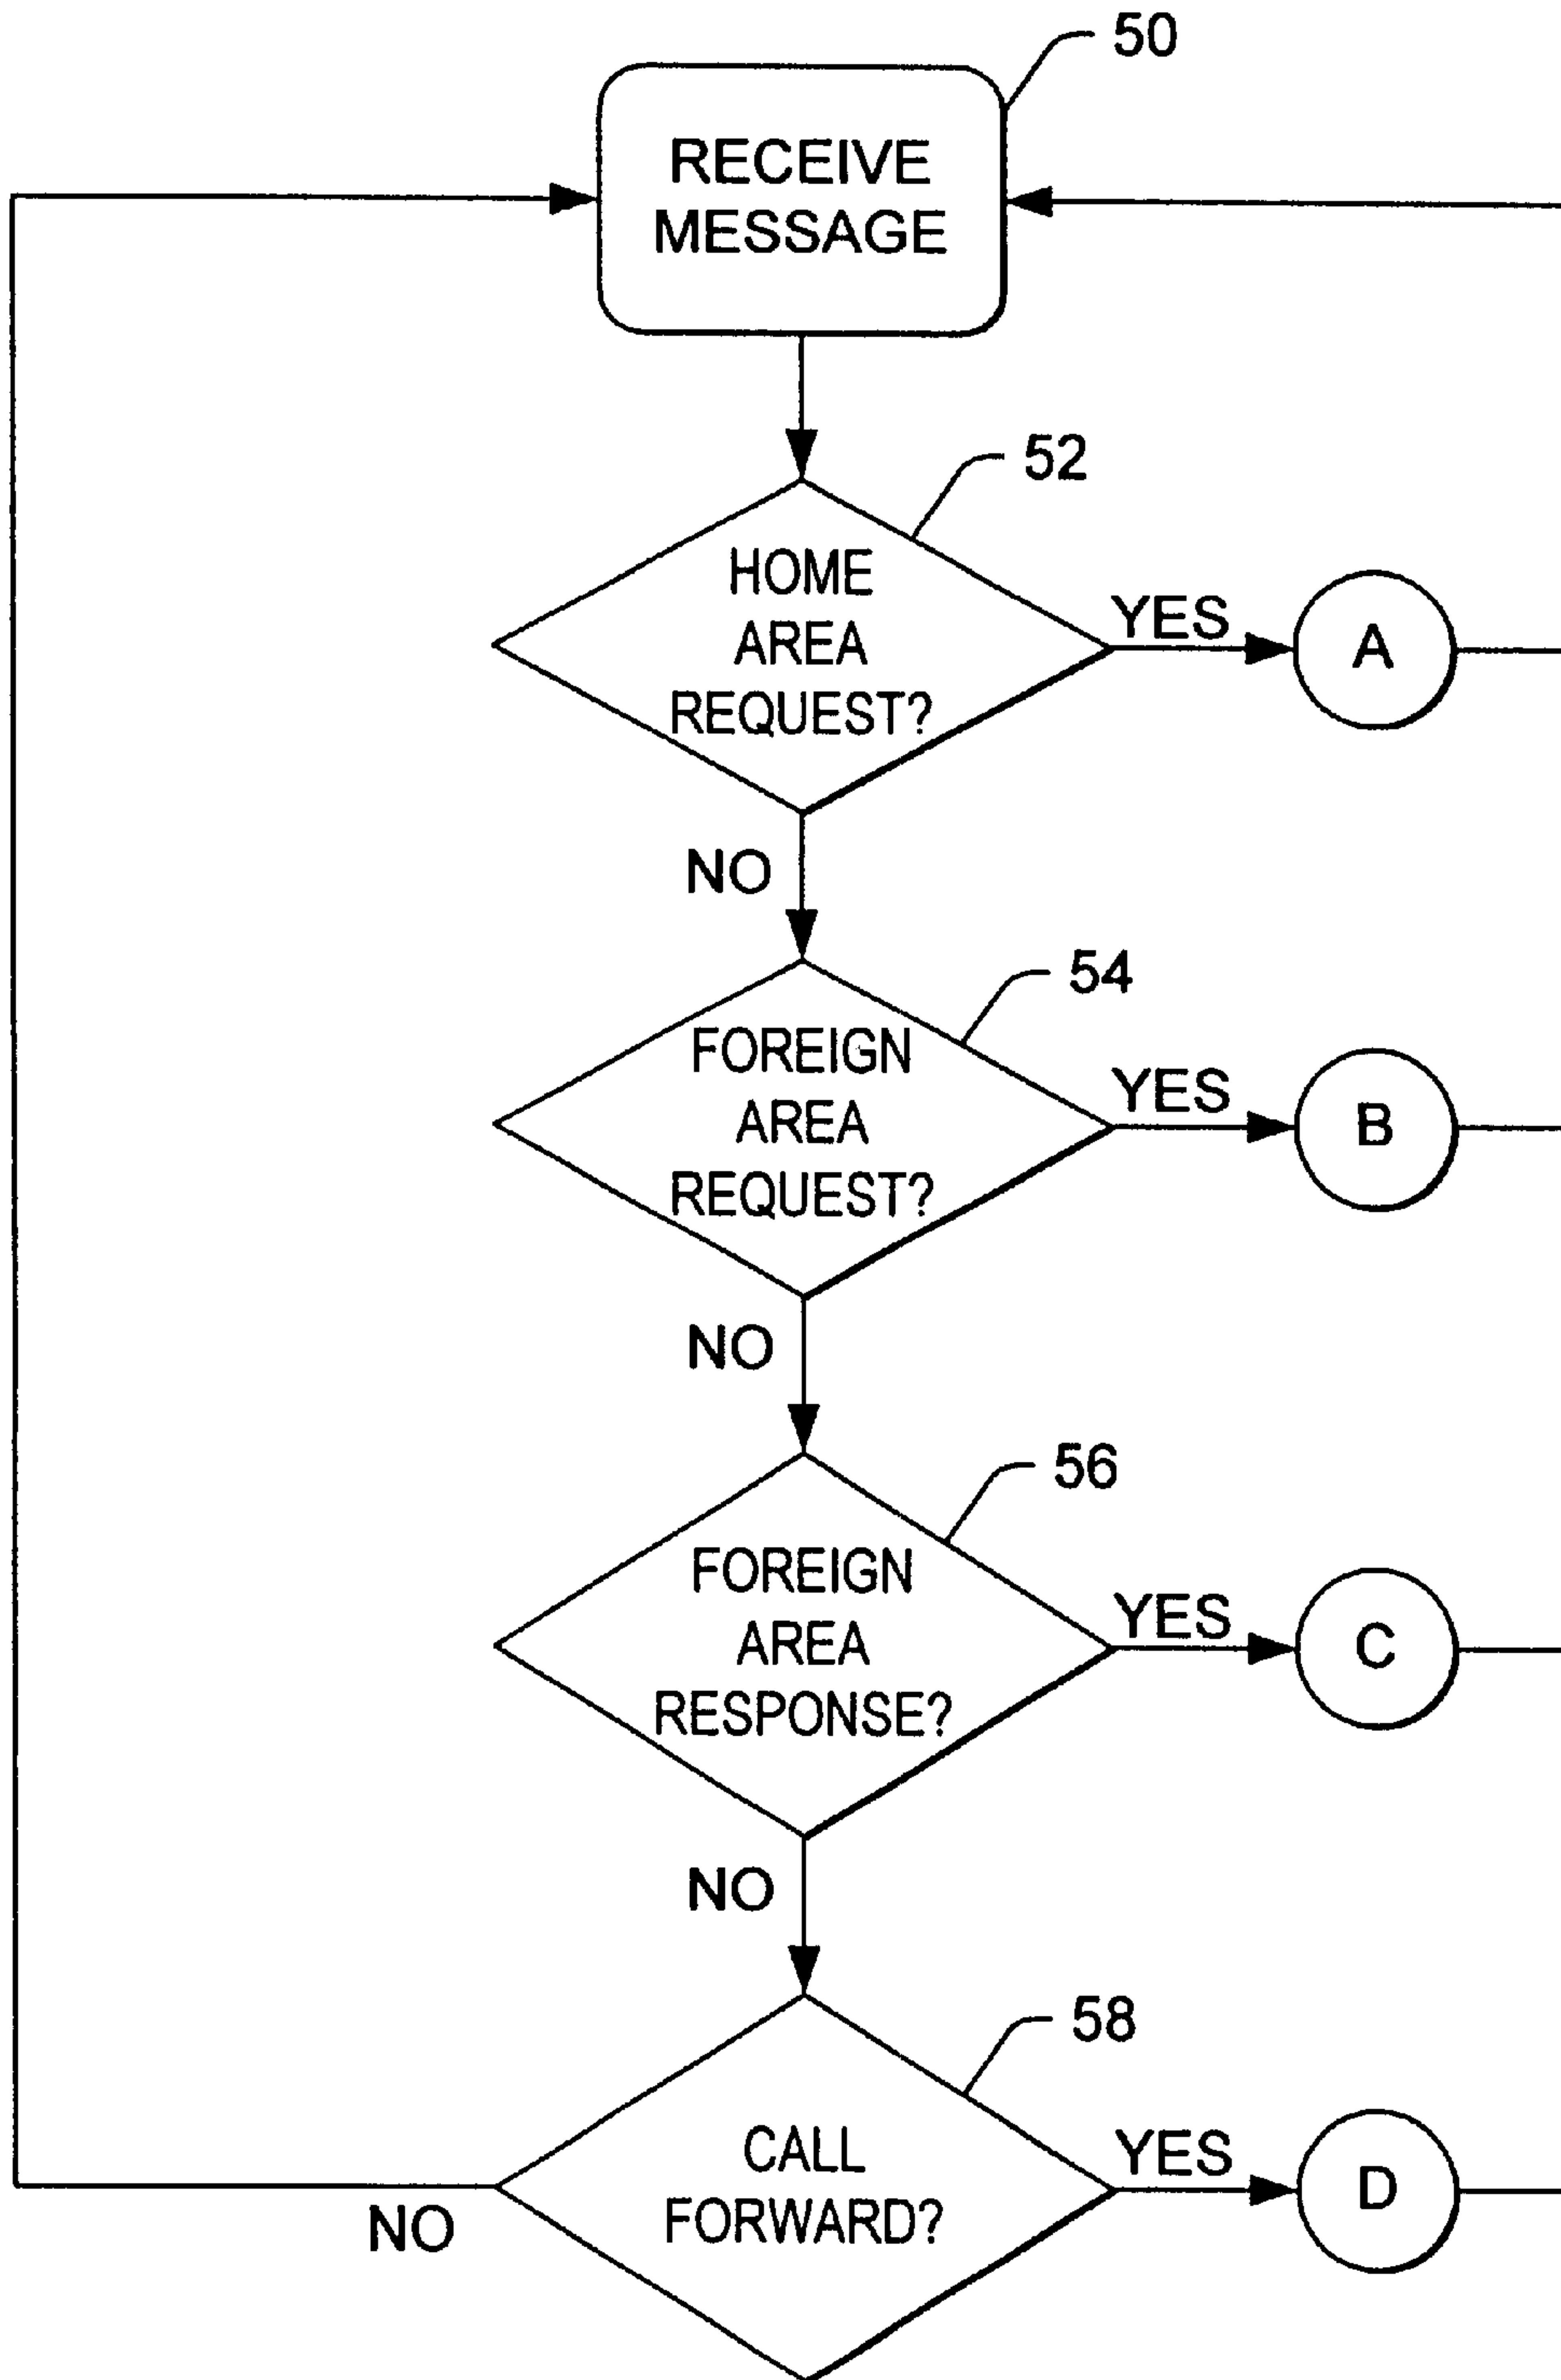 50
RECEIVE
MESSAGE
52
HOME
AREA
REQUEST?
YES
A
NO
54
FOREIGN
AREA
REQUEST?
YES
B
NO
56
FOREIGN
AREA
RESPONSE?
YES
C
NO
58
CALL
FORWARD?
YES
D
NO